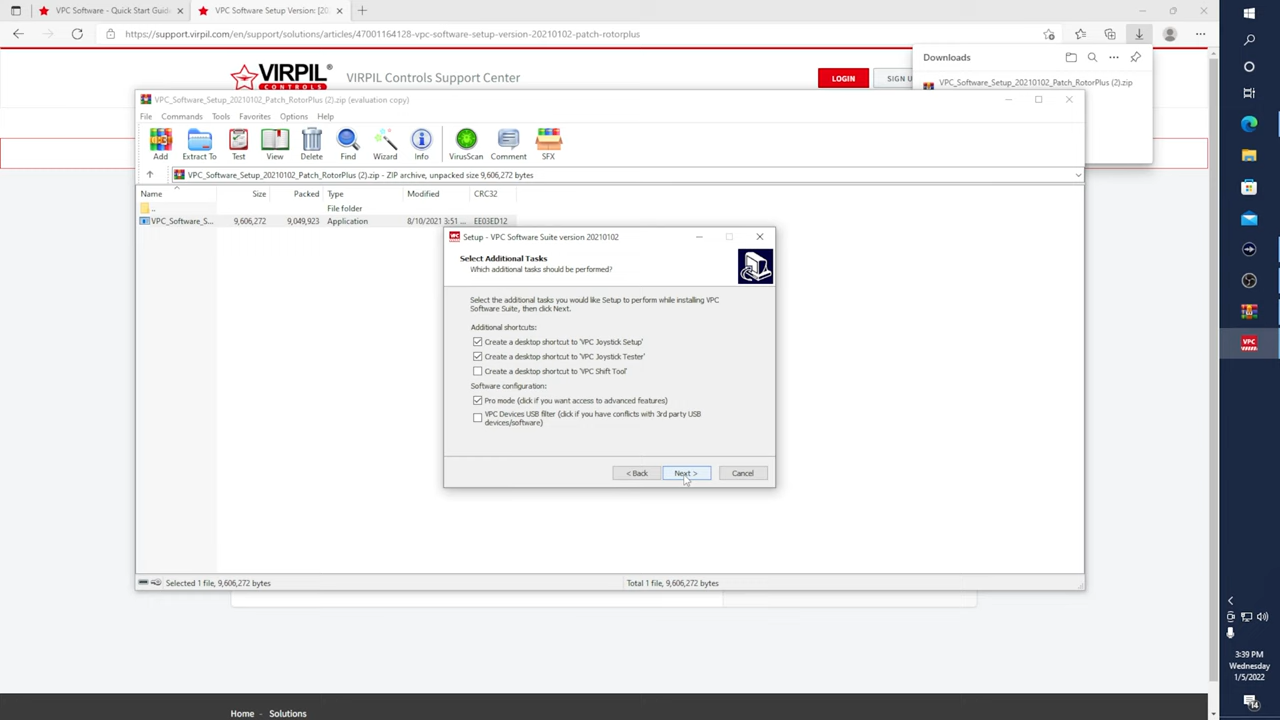 VPC Software - Quick Start Guide
VPC Software Setup Version: [20
https://support.virpil.com/en/support/solutions/articles/47001164128-vpc-software-setup-version-20210102-patch-rotorplus
VIRPIL
CONTROLS
VIRPIL Controls Support Center
LOGIN
SIGN U
Downloads
VPC_Software_Setup_20210102_Patch_RotorPlus (2).zip
VPC_Software_Setup_20210102_Patch_RotorPlus (2).zip (evaluation copy)
File Commands Tools Favorites Options Help
Add Extract To Test View Delete Find Wizard Info VirusScan Comment SFX
VPC_Software_Setup_20210102_Patch_RotorPlus (2).zip - ZIP archive, unpacked size 9,606,272 bytes
Name Size Packed Type Modified CRC32
.. File folder
VPC_Software_S... 9,606,272 9,049,923 Application 8/10/2021 3:51 ... EE03ED12
Setup - VPC Software Suite version 20210102
Select Additional Tasks
Which additional tasks should be performed?
Select the additional tasks you would like Setup to perform while installing VPC
Software Suite, then click Next.
Additional shortcuts:
Create a desktop shortcut to 'VPC Joystick Setup'
Create a desktop shortcut to 'VPC Joystick Tester'
Create a desktop shortcut to 'VPC Shift Tool'
Software configuration:
Pro mode (click if you want access to advanced features)
VPC Devices USB filter (click if you have conflicts with 3rd party USB
devices/software)
< Back Next > Cancel
Selected 1 file, 9,606,272 bytes
Total 1 file, 9,606,272 bytes
Home - Solutions
VPC
3:39 PM
Wednesday
1/5/2022
14